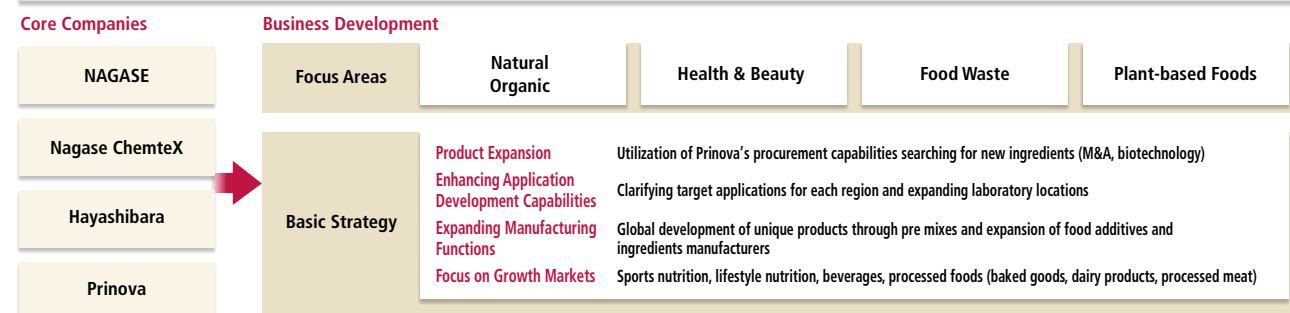 Core Companies
NAGASE
Nagase ChemteX
Hayashibara
Prinova
Business Development
Focus Areas
Natural
Organic
Health & Beauty
Food Waste
Plant-based Foods
Basic Strategy
Product Expansion
Utilization of Prinova's procurement capabilities searching for new ingredients (M&A, biotechnology)
Enhancing Application
Development Capabilities
Clarifying target applications for each region and expanding laboratory locations
Expanding Manufacturing
Functions
Global development of unique products through pre mixes and expansion of food additives and
ingredients manufacturers
Focus on Growth Markets
Sports nutrition, lifestyle nutrition, beverages, processed foods (baked goods, dairy products, processed meat)